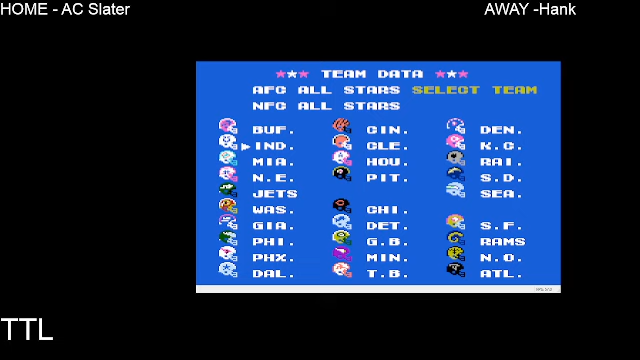 HOME - AC Slater AWAY -Hank
TEAM DATA
AFC ALL STARS SELECT TEAM
NFC ALL STARS
BUF. CIN. DEN.
IND. CLE. K.C.
MIA. HOU. RAI.
N.E. PIT. S.D.
JETS SEA.
WAS. CHI.
GIA. DET. S.F.
PHI. G.B. RAMS
PHX. MIN. N.O.
DAL. T.B. ATL.
TTL